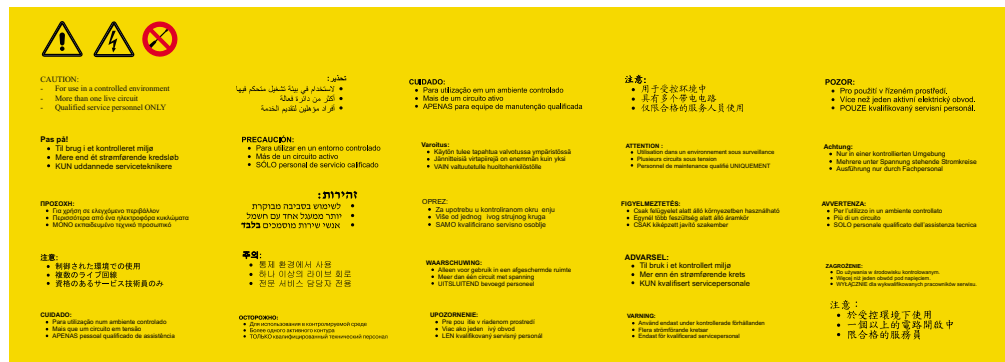 CAUTION:
- For use in a controlled environment
- More than one live circuit
- Qualified service personnel ONLY
تحذير:
• لاستخدام في بيئة تشغيل متحكم فيها
• أكثر من دائرة فعالة
• أفراد مؤهلين لتقديم الخدمة
CUIDADO:
• Para utilização em um ambiente controlado
• Mais de um circuito ativo
• APENAS para equipe de manutenção qualificada
注意:
• 用于受控环境中
• 具有多个带电电路
• 仅限合格的服务人员使用
POZOR:
• Pro použití v řízeném prostředí,
• Více než jeden aktivní elektrický obvod.
• POUZE kvalifikovaný servisní personál.
Pas på!
• Til brug i et kontrolleret miljø
• Mere end ét strømførende kredsløb
• KUN uddannede serviceteknikere
PRECAUCIÓN:
• Para utilizar en un entorno controlado
• Más de un circuito activo
• SOLO personal de servicio calificado
Varoitus:
• Käytön tulee tapahtua valvotussa ympäristössä
• Jännitteisiä virtapiirejä on enemmän kuin yksi
• VAIN valtuutetulle huoltohenkilöstölle
ATTENTION :
• Utilisation dans un environnement sous surveillance
• Plusieurs circuits sous tension
• Personnel de maintenance qualifié UNIQUEMENT
Achtung:
• Nur in einer kontrollierten Umgebung
• Mehrere unter Spannung stehende Stromkreise
• Ausführung nur durch Fachpersonal
ΠΡΟΣΟΧΗ:
• Για χρήση σε ελεγχόμενο περιβάλλον
• Περισσότερα από ένα ηλεκτροφόρα κυκλώματα
• ΜΟΝΟ εκπαιδευμένο τεχνικό προσωπικό
זהירות:
• לשימוש בסביבה מבוקרת
• יותר ממעגל אחד עם חשמל
• אנשי שירות מוסמכים בלבד
OPREZ:
• Za upotrebu u kontroliranom okru enju
• Više od jednog ivog strujnog kruga
• SAMO kvalificirano servisno osoblje
FIGYELMEZTETÉS:
• Csak felügyelet alatt álló környezetben használható
• Egynél több feszültség alatt álló áramkör
• CSAK kiképzett javító szakember
AVVERTENZA:
• Per l'utilizzo in un ambiente controllato
• Più di un circuito
• SOLO personale qualificato dell'assistenza tecnica
注意:
• 制御された環境での使用
• 複数のライブ回線
• 資格のあるサービス技術員のみ
주의:
• 통제 환경에서 사용
• 하나 이상의 라이브 회로
• 전문 서비스 담당자 전용
WAARSCHUWING:
• Alleen voor gebruik in een afgeschermde ruimte
• Meer dan één circuit met spanning
• UITSLUITEND bevoegd personeel
ADVARSEL:
• Til bruk i et kontrollert miljø
• Mer enn én strømførende krets
• KUN kvalifisert servicepersonale
ZAGROŻENIE:
• Do używania w środowisku kontrolowanym.
• Więcej niż jeden obwód pod napięciem.
• WYŁĄCZNIE dla wykwalifikowanych pracowników serwisu.
CUIDADO:
• Para utilização num ambiente controlado
• Mais que um circuito em tensão
• APENAS pessoal qualificado de assistência
ОСТОРОЖНО:
• Для использования в контролируемой среде
• Более одного активного контура
• ТОЛЬКО квалифицированный технический персонал
UPOZORNENIE:
• Pre pou itie v riadenom prostredí
• Viac ako jeden ivý obvod
• LEN kvalifikovaný servisný personál
VARNING:
• Använd endast under kontrollerade förhållanden
• Flera strömförande kretsar
• Endast för kvalificerad servicepersonal
注意:
• 於受控環境下使用
• 一個以上的電路開啟中
• 限合格的服務員